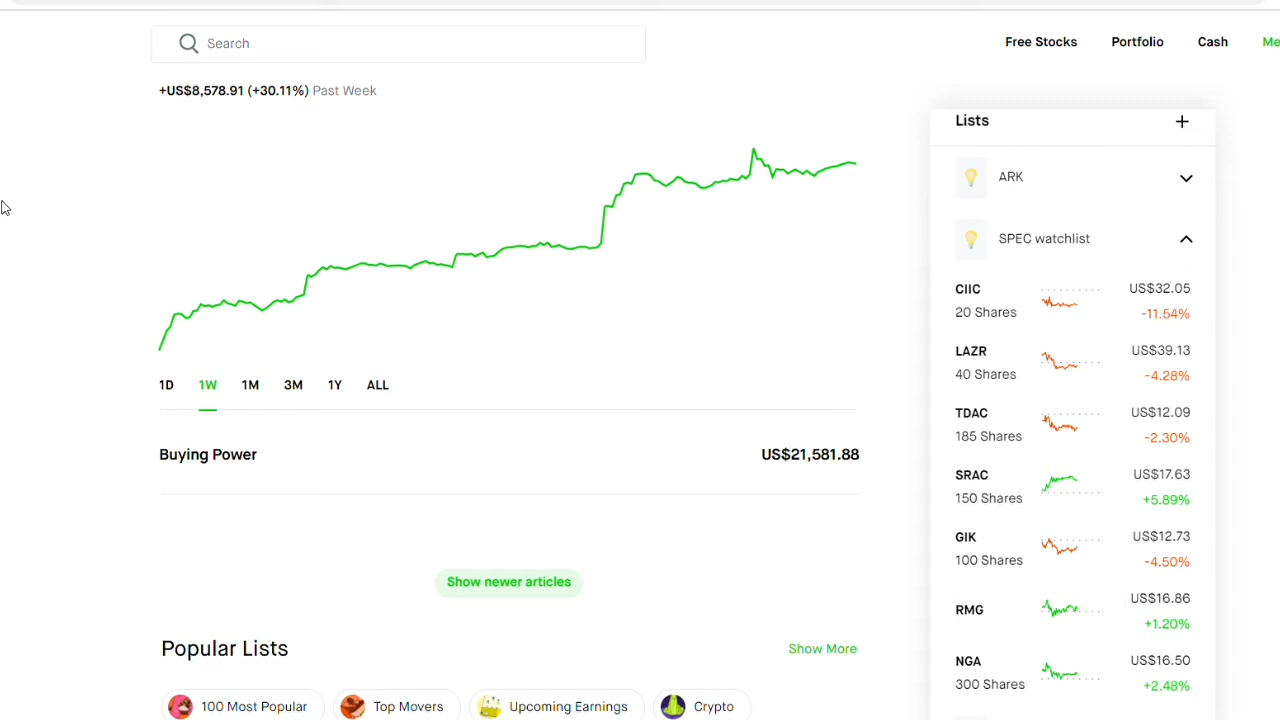 Search
Free Stocks
Portfolio
Cash
Me
+US$8,578.91 (+30.11%) Past Week
1D
1W
1M
3M
1Y
ALL
Buying Power
US$21,581.88
Show newer articles
Popular Lists
Show More
100 Most Popular
Top Movers
Upcoming Earnings
Crypto
Lists
ARK
SPEC watchlist
CIIC
US$32.05
20 Shares
-11.54%
LAZR
US$39.13
40 Shares
-4.28%
TDAC
US$12.09
185 Shares
-2.30%
SRAC
US$17.63
150 Shares
+5.89%
GIK
US$12.73
100 Shares
-4.50%
RMG
US$16.86
+1.20%
NGA
US$16.50
300 Shares
+2.48%